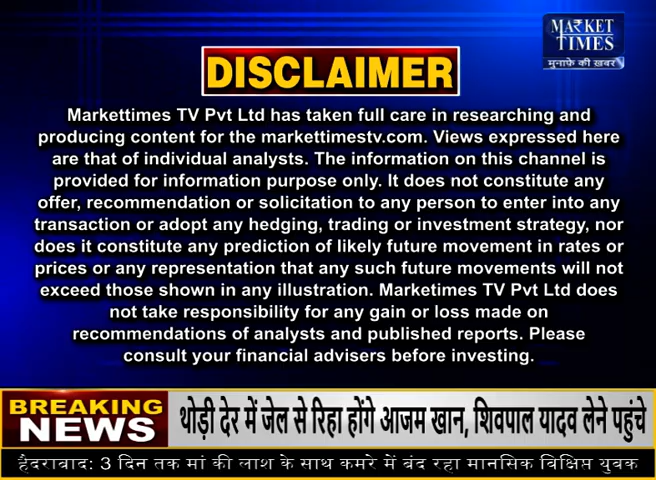 MARKET
TIMES
मुनाफे की ख़बर
DISCLAIMER
Markettimes TV Pvt Ltd has taken full care in researching and
producing content for the markettimestv.com. Views expressed here
are that of individual analysts. The information on this channel is
provided for information purpose only. It does not constitute any
offer, recommendation or solicitation to any person to enter into any
transaction or adopt any hedging, trading or investment strategy, nor
does it constitute any prediction of likely future movement in rates or
prices or any representation that any such future movements will not
exceed those shown in any illustration. Marketimes TV Pvt Ltd does
not take responsibility for any gain or loss made on
recommendations of analysts and published reports. Please
consult your financial advisers before investing.
BREAKING
NEWS
थोड़ी देर में जेल से रिहा होंगे आजम खान, शिवपाल यादव लेने पहुंचे
हैदराबाद: 3 दिन तक मां की लाश के साथ कमरे में बंद रहा मानसिक विक्षिप्त युवक